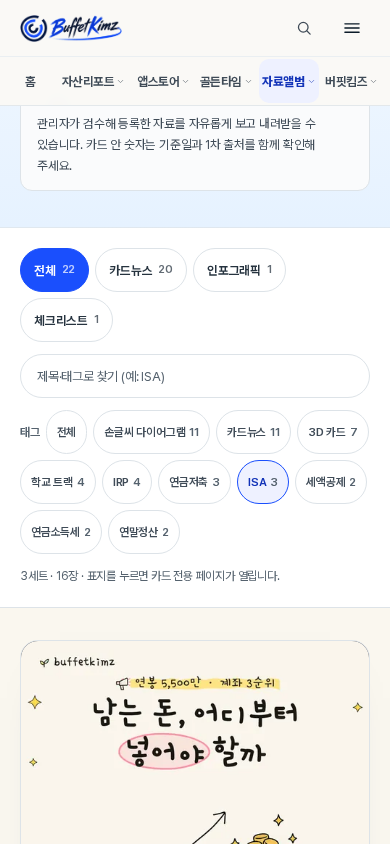 BuffetKimz
홈 자산리포트 앱스토어 골든타임 자료앨범 버핏킴즈
관리자가 검수해 등록한 자료를 자유롭게 보고 내려받을 수
있습니다. 카드 안 숫자는 기준일과 1차 출처를 함께 확인해
주세요.
전체 22 카드뉴스 20 인포그래픽 1
체크리스트 1
제목·태그로 찾기 (예: ISA)
태그 전체 손글씨 다이어그램 11 카드뉴스 11 3D 카드 7
학교 트랙 4 IRP 4 연금저축 3 ISA 3 세액공제 2
연금소득세 2 연말정산 2
3세트 · 16장 · 표지를 누르면 카드 전용 페이지가 열립니다.
buffetkimz
연봉 5,500만 · 계좌 3순위
남는 돈, 어디부터
넣어야 할까